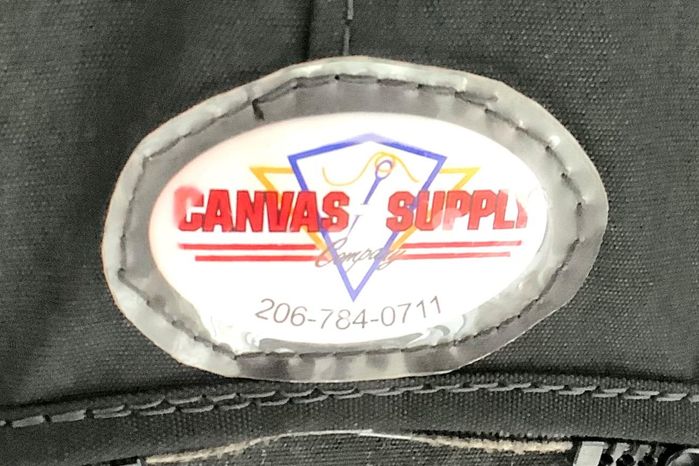 CANVAS SUPPLY
Company
206-784-0711